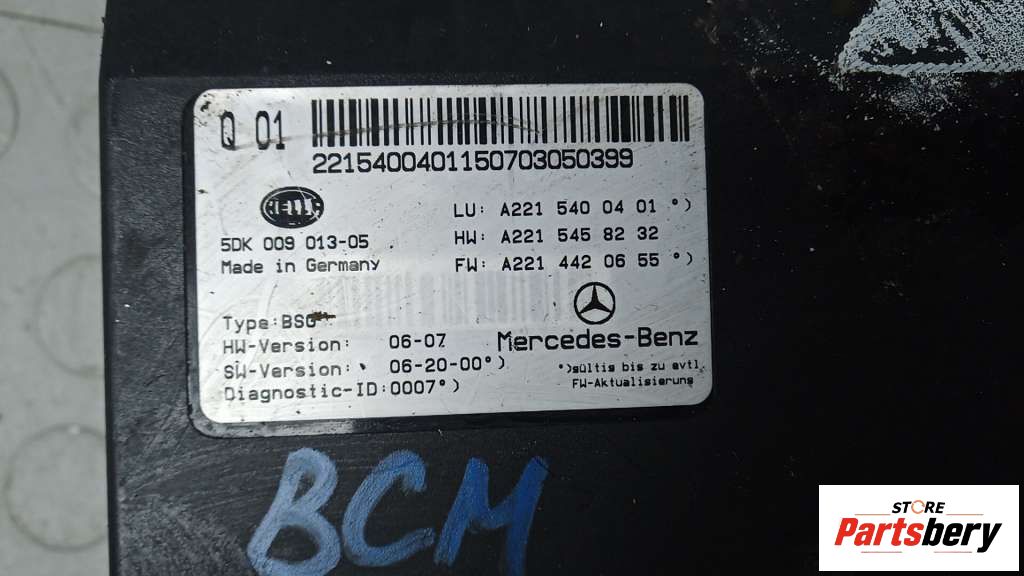 Q 01
2215400401150703050399
HELLA
LU: A221 540 04 01 °)
5DK 009 013-05
HW: A221 545 82 32
Made in Germany
FW: A221 442 06 55 °)
Type:BSG
HW-Version: 06-07
Mercedes-Benz
SW-Version: 06-20-00°)
°)gültis bis zu evtl.
Diagnostic-ID:0007°)
FW-Aktualisierung
BCM
STORE
Partsbery